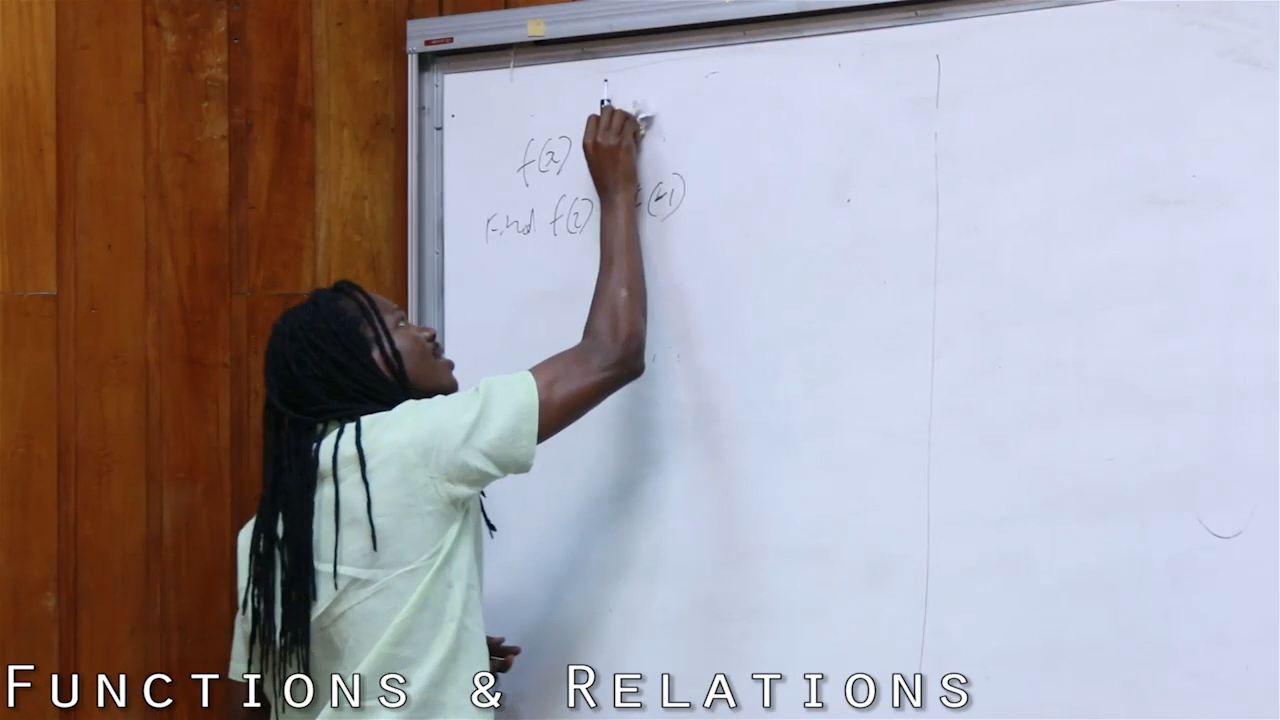 f(x)
Find f(2) f(-1)
Functions & Relations